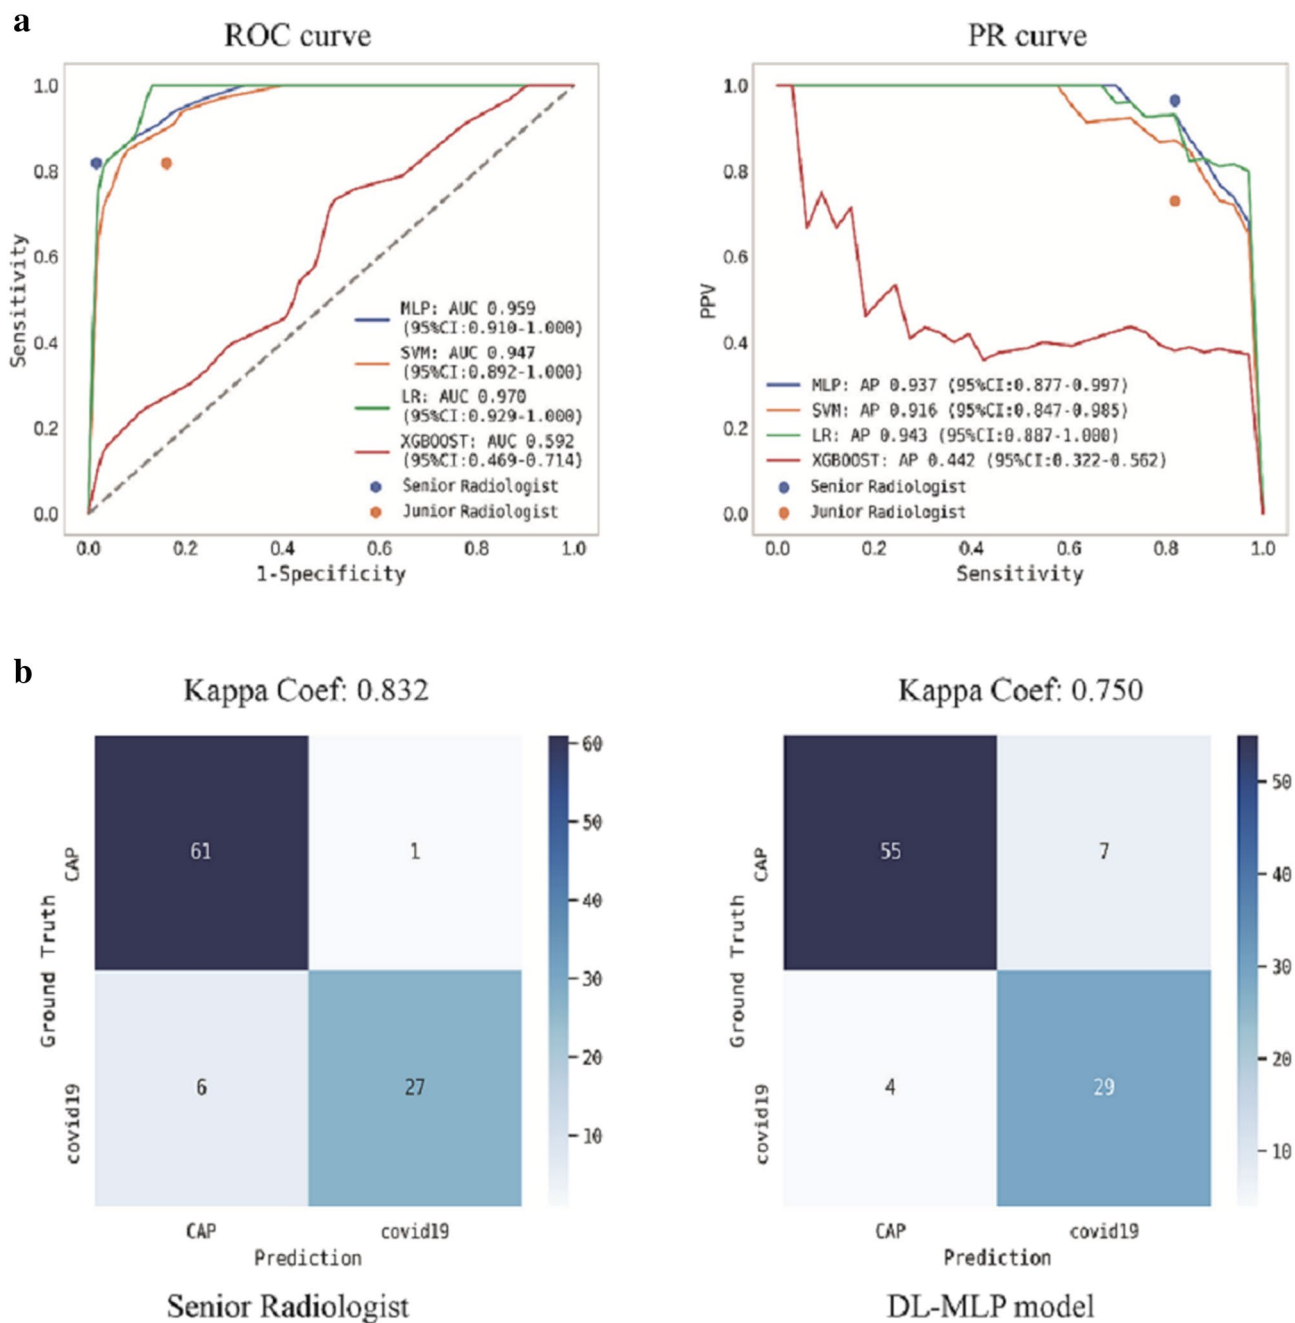 a
ROC curve
1.0
0.8
0.6
0.4
0.2
0.0
Sensitivity
MLP: AUC 0.959
(95%CI:0.910-1.000)
SVM: AUC 0.947
(95%CI:0.892-1.000)
LR: AUC 0.970
(95%CI:0.929-1.000)
XGBOOST: AUC 0.592
(95%CI:0.469-0.714)
Senior Radiologist
Junior Radiologist
0.0 0.2 0.4 0.6 0.8 1.0
1-Specificity
PR curve
1.0
0.8
0.6
0.4
0.2
0.0
PPV
MLP: AP 0.937 (95%CI:0.877-0.997)
SVM: AP 0.916 (95%CI:0.847-0.985)
LR: AP 0.943 (95%CI:0.887-1.000)
XGBOOST: AP 0.442 (95%CI:0.322-0.562)
Senior Radiologist
Junior Radiologist
0.0 0.2 0.4 0.6 0.8 1.0
Sensitivity
b
Kappa Coef: 0.832
CAP
covid19
Ground Truth
61 1
6 27
60
50
40
30
20
10
CAP covid19
Prediction
Senior Radiologist
Kappa Coef: 0.750
CAP
covid19
Ground Truth
55 7
4 29
50
40
30
20
10
CAP covid19
Prediction
DL-MLP model